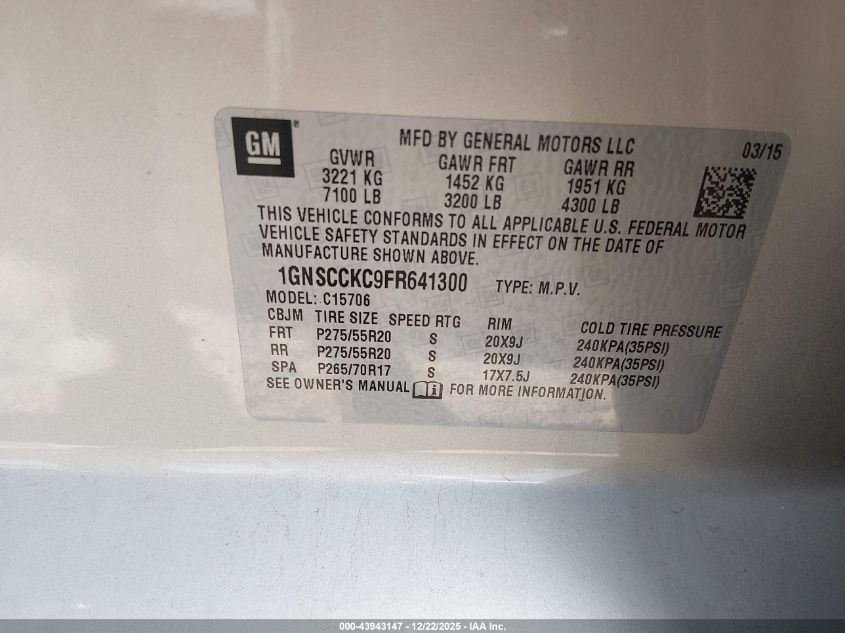 GM®
MFD BY GENERAL MOTORS LLC 03/15
GVWR GAWR FRT GAWR RR
3221 KG 1452 KG 1951 KG
7100 LB 3200 LB 4300 LB
THIS VEHICLE CONFORMS TO ALL APPLICABLE U.S. FEDERAL MOTOR
VEHICLE SAFETY STANDARDS IN EFFECT ON THE DATE OF
MANUFACTURE SHOWN ABOVE.
1GNSCCKC9FR641300 TYPE: M.P.V.
MODEL: C15706
CBJM TIRE SIZE SPEED RTG RIM COLD TIRE PRESSURE
FRT P275/55R20 S 20X9J 240KPA(35PSI)
RR P275/55R20 S 20X9J 240KPA(35PSI)
SPA P265/70R17 S 17X7.5J 240KPA(35PSI)
SEE OWNER'S MANUAL FOR MORE INFORMATION.
000-43943147 - 12/22/2025 - IAA Inc.